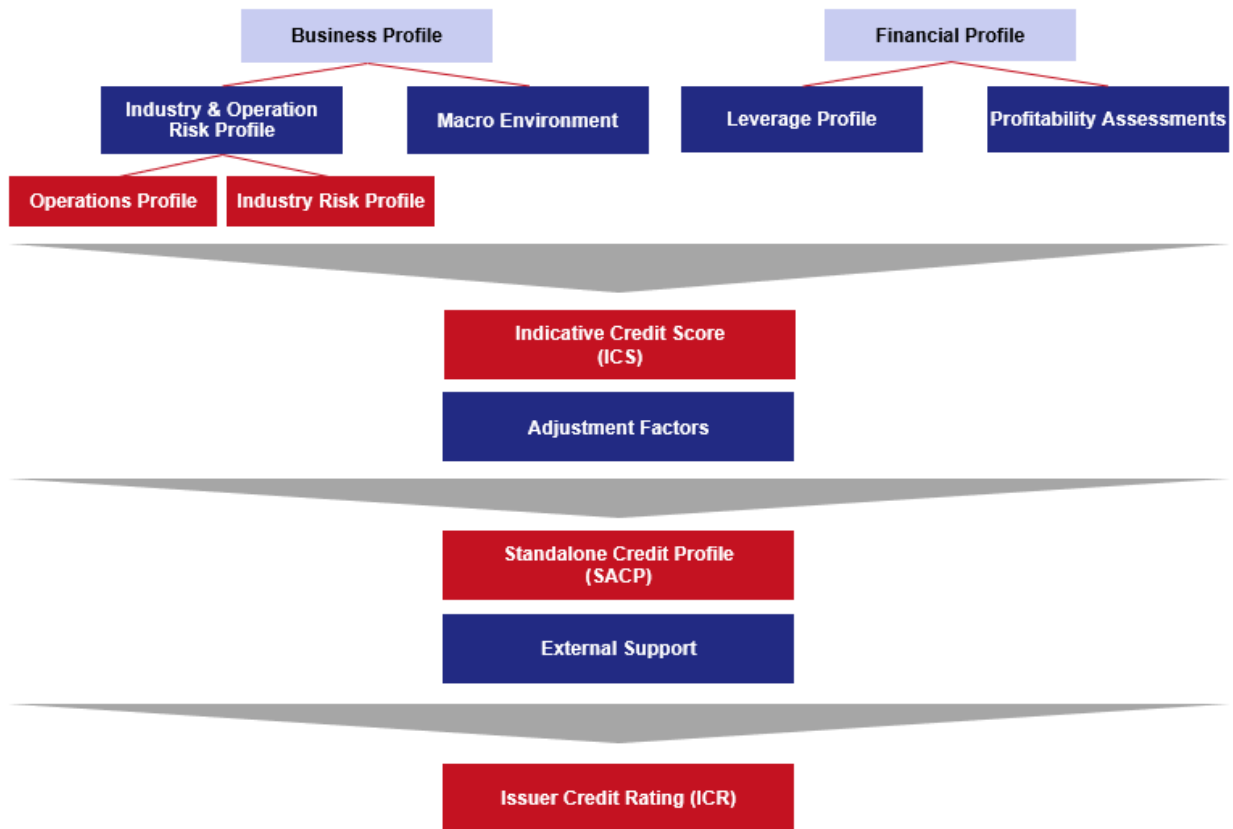 Business Profile
Financial Profile
Industry & Operation
Risk Profile
Macro Environment
Leverage Profile
Profitability Assessments
Operations Profile
Industry Risk Profile
Indicative Credit Score
(ICS)
Adjustment Factors
Standalone Credit Profile
(SACP)
External Support
Issuer Credit Rating (ICR)